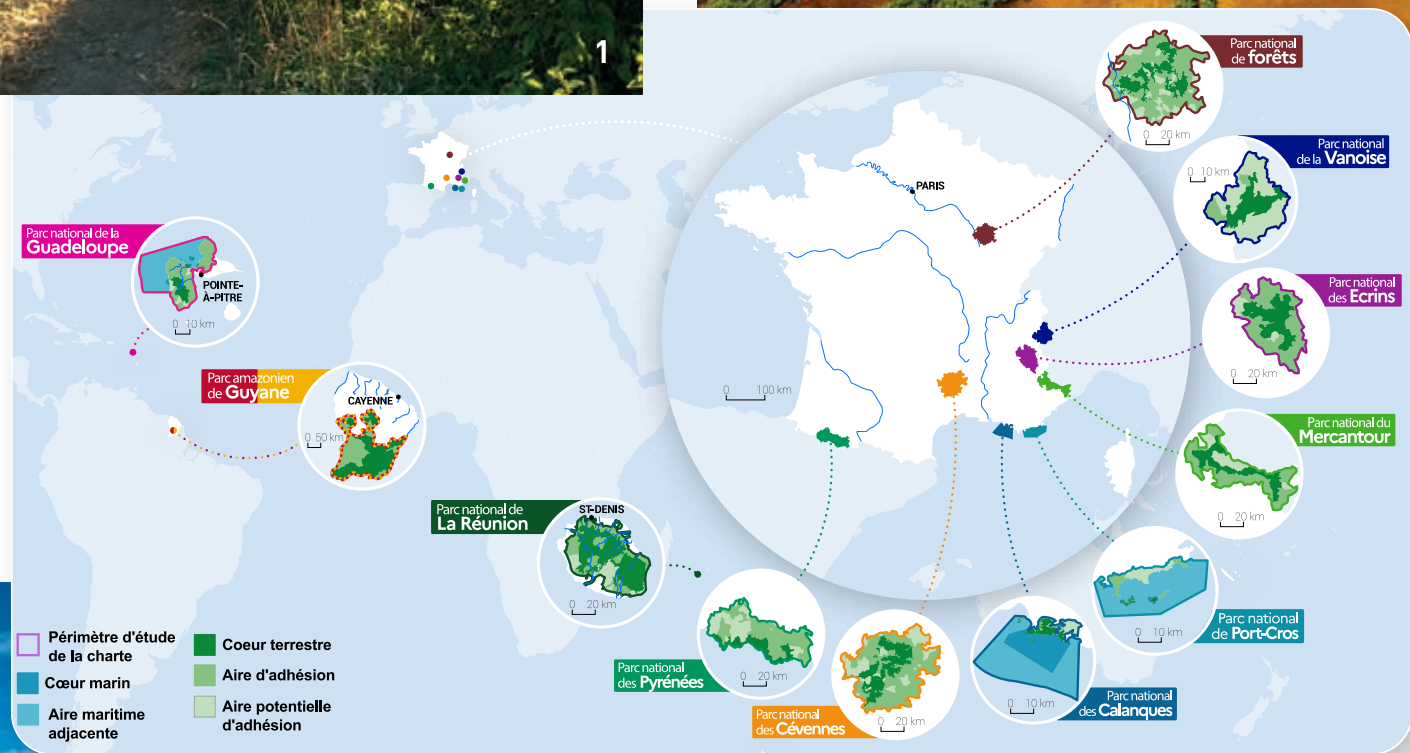 1
Parc national
de forêts
0 20 km
Parc national
de la Vanoise
0 10 km
PARIS
Parc national de la
Guadeloupe
POINTE-
À-PITRE
0 10 km
Parc national
des Ecrins
0 20 km
Parc amazonien
de Guyane
CAYENNE
0 50 km
0 100 km
Parc national du
Mercantour
0 20 km
Parc national de
La Réunion
ST-DENIS
0 20 km
Parc national
de Port-Cros
0 10 km
Parc national
des Pyrénées
0 20 km
Parc national
des Cévennes
0 20 km
Parc national
des Calanques
0 10 km
Périmètre d'étude
de la charte
Cœur marin
Aire maritime
adjacente
Coeur terrestre
Aire d'adhésion
Aire potentielle
d'adhésion